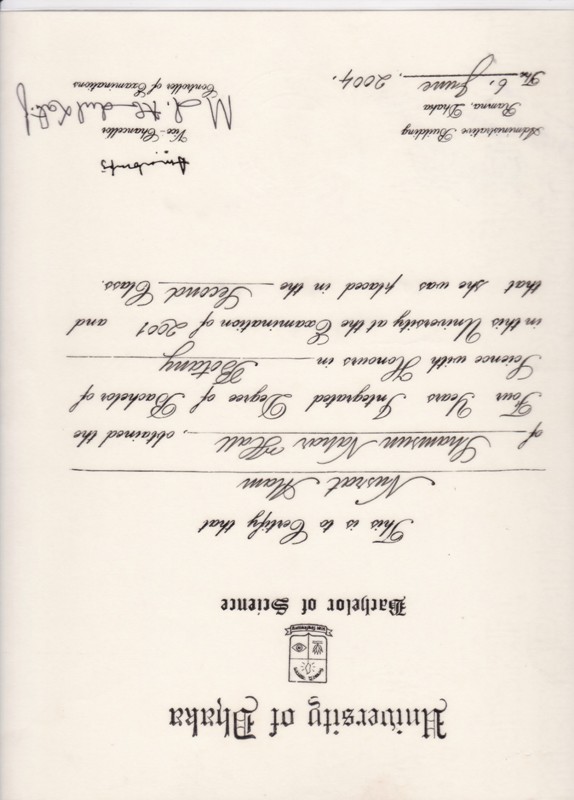 University of Dhaka
Bachelor of Science
This is to Certify that
Nusrat Alam
of Shamsun Nahar Hall, obtained the
Four Years Integrated Degree of Bachelor of
Science with Honours in Botany
in this University at the Examination of 2001 and
that she was placed in the Second Class.
Administrative Building
Ramna, Dhaka
The 6. June, 2004.
Vice-Chancellor
Md. Abdul Latif
Controller of Examinations